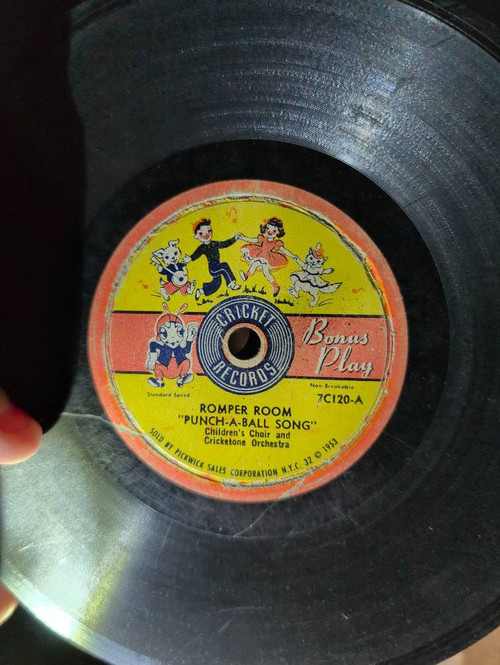 CRICKET
RECORDS
Bonus
Play
Standard Speed
Non Breakable
7C120-A
ROMPER ROOM
"PUNCH-A-BALL SONG"
Children's Choir and
Cricketone Orchestra
SOLD BY PICKWICK SALES CORPORATION N.Y.C. 32 © 1953